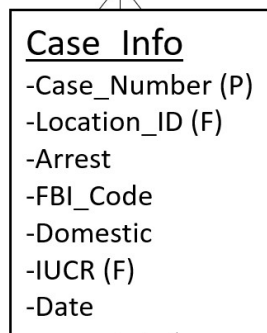 Case_Info
-Case_Number (P)
-Location_ID (F)
-Arrest
-FBI_Code
-Domestic
-IUCR (F)
-Date